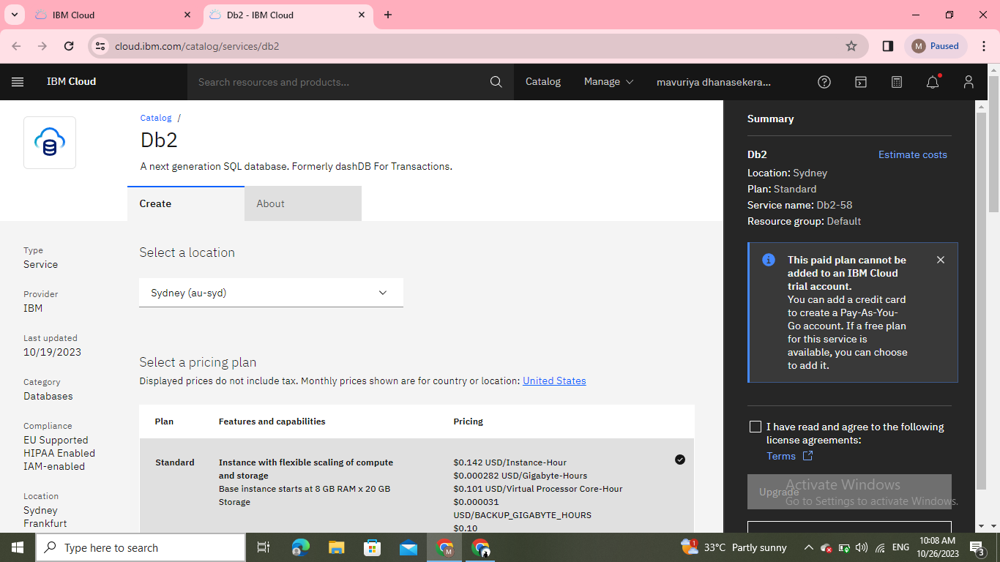 IBM Cloud
Db2 - IBM Cloud
cloud.ibm.com/catalog/services/db2
M Paused
IBM Cloud
Search resources and products...
Catalog
Manage
mavuriya dhanasekera...
Catalog /
Db2
A next generation SQL database. Formerly dashDB For Transactions.
Create
About
Type
Service
Provider
IBM
Last updated
10/19/2023
Category
Databases
Compliance
EU Supported
HIPAA Enabled
IAM-enabled
Location
Sydney
Frankfurt
Select a location
Sydney (au-syd)
Select a pricing plan
Displayed prices do not include tax. Monthly prices shown are for country or location: United States
Plan
Features and capabilities
Pricing
Standard
Instance with flexible scaling of compute
and storage
Base instance starts at 8 GB RAM x 20 GB
Storage
$0.142 USD/Instance-Hour
$0.000282 USD/Gigabyte-Hours
$0.101 USD/Virtual Processor Core-Hour
$0.000031
USD/BACKUP_GIGABYTE_HOURS
$0.10
Summary
Db2
Estimate costs
Location: Sydney
Plan: Standard
Service name: Db2-58
Resource group: Default
This paid plan cannot be
added to an IBM Cloud
trial account.
You can add a credit card
to create a Pay-As-You-
Go account. If a free plan
for this service is
available, you can choose
to add it.
I have read and agree to the following
license agreements:
Terms
Upgrade
Activate Windows
Go to Settings to activate Windows.
Type here to search
M
1
33°C Partly sunny
ENG
10:08 AM
10/26/2023
3